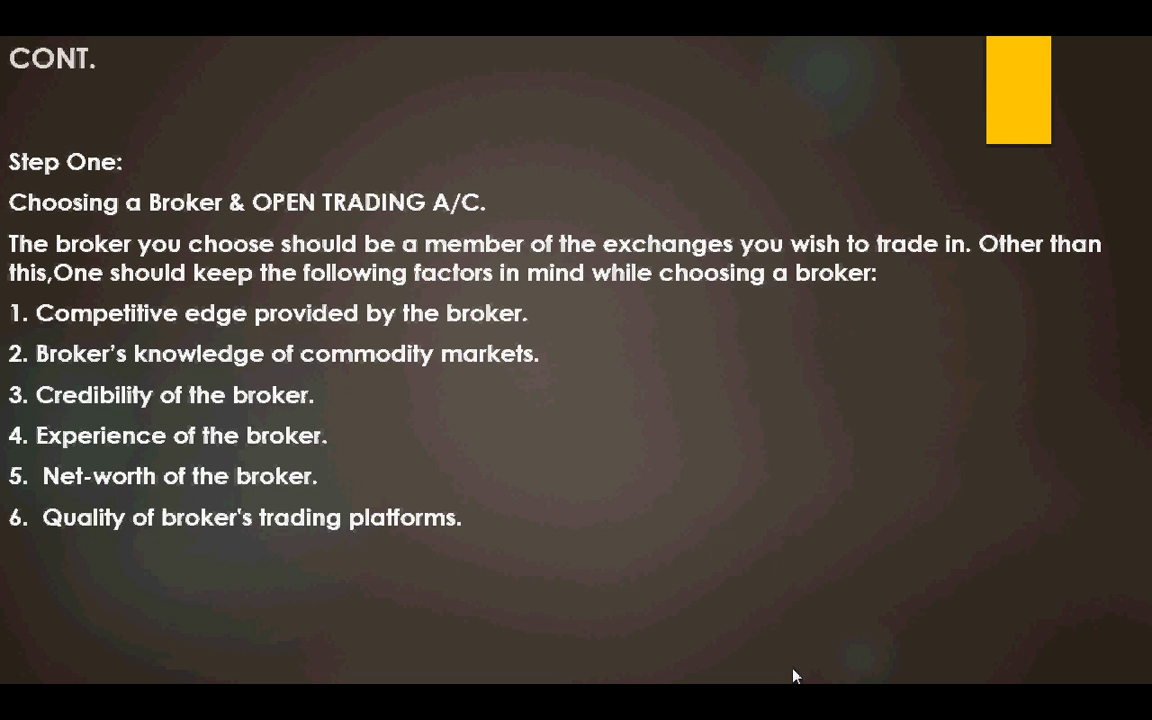 CONT.
Step One:
Choosing a Broker & OPEN TRADING A/C.
The broker you choose should be a member of the exchanges you wish to trade in. Other than
this,One should keep the following factors in mind while choosing a broker:
1. Competitive edge provided by the broker.
2. Broker’s knowledge of commodity markets.
3. Credibility of the broker.
4. Experience of the broker.
5.  Net-worth of the broker.
6.  Quality of broker's trading platforms.